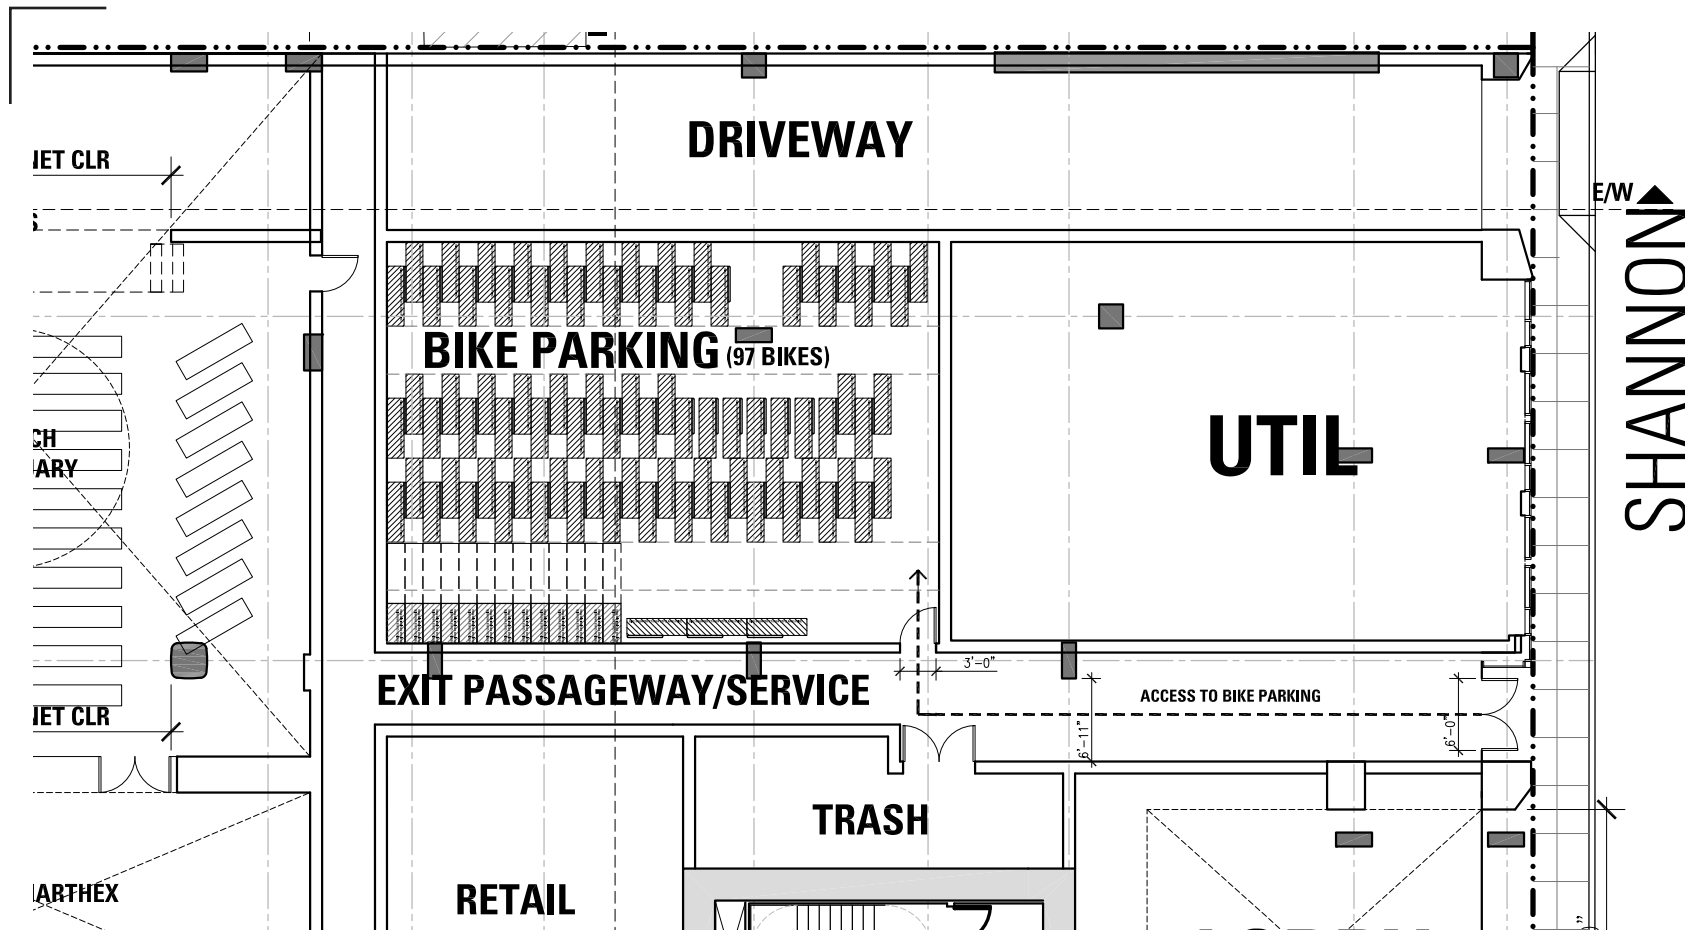 DRIVEWAY
NET CLR
E/W
SHANNON
BIKE PARKING (97 BIKES)
UTIL
3'-0"
EXIT PASSAGEWAY/SERVICE
ACCESS TO BIKE PARKING
NET CLR
6'-11"
6'-0"
TRASH
RETAIL